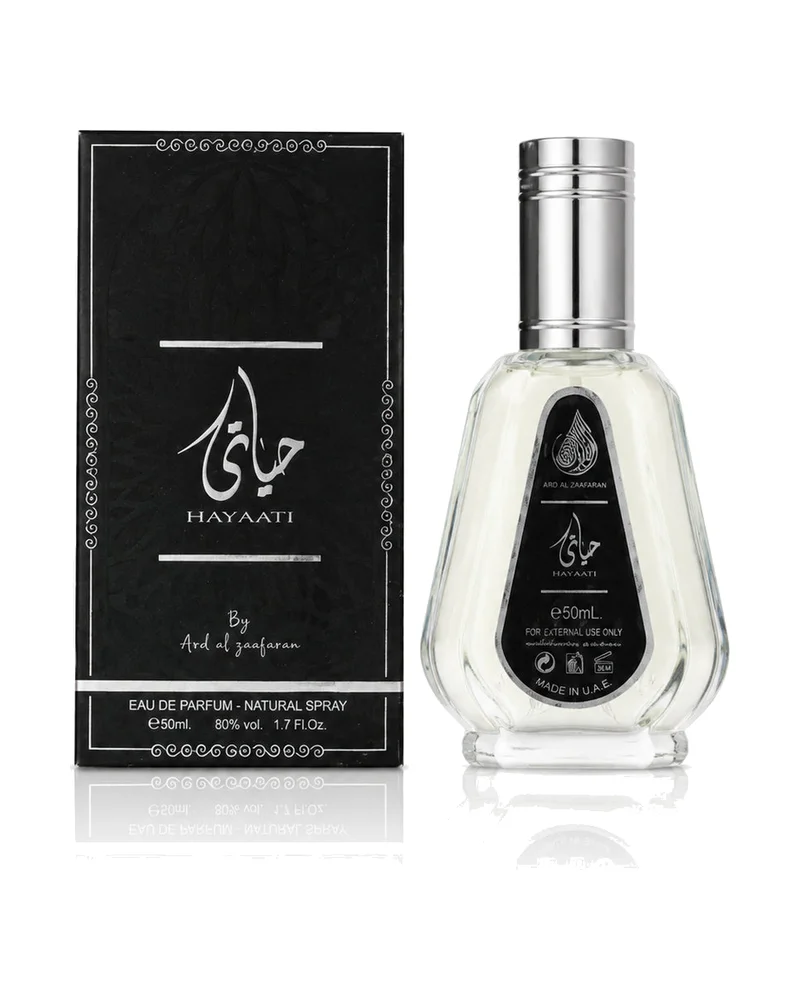 حياتي
HAYAATI
By
Ard al zaafaran
EAU DE PARFUM - NATURAL SPRAY
℮50ml. 80% vol. 1.7 Fl.Oz.
ARD AL ZAAFARAN
حياتي
HAYAATI
℮50mL.
FOR EXTERNAL USE ONLY
MADE IN U.A.E.